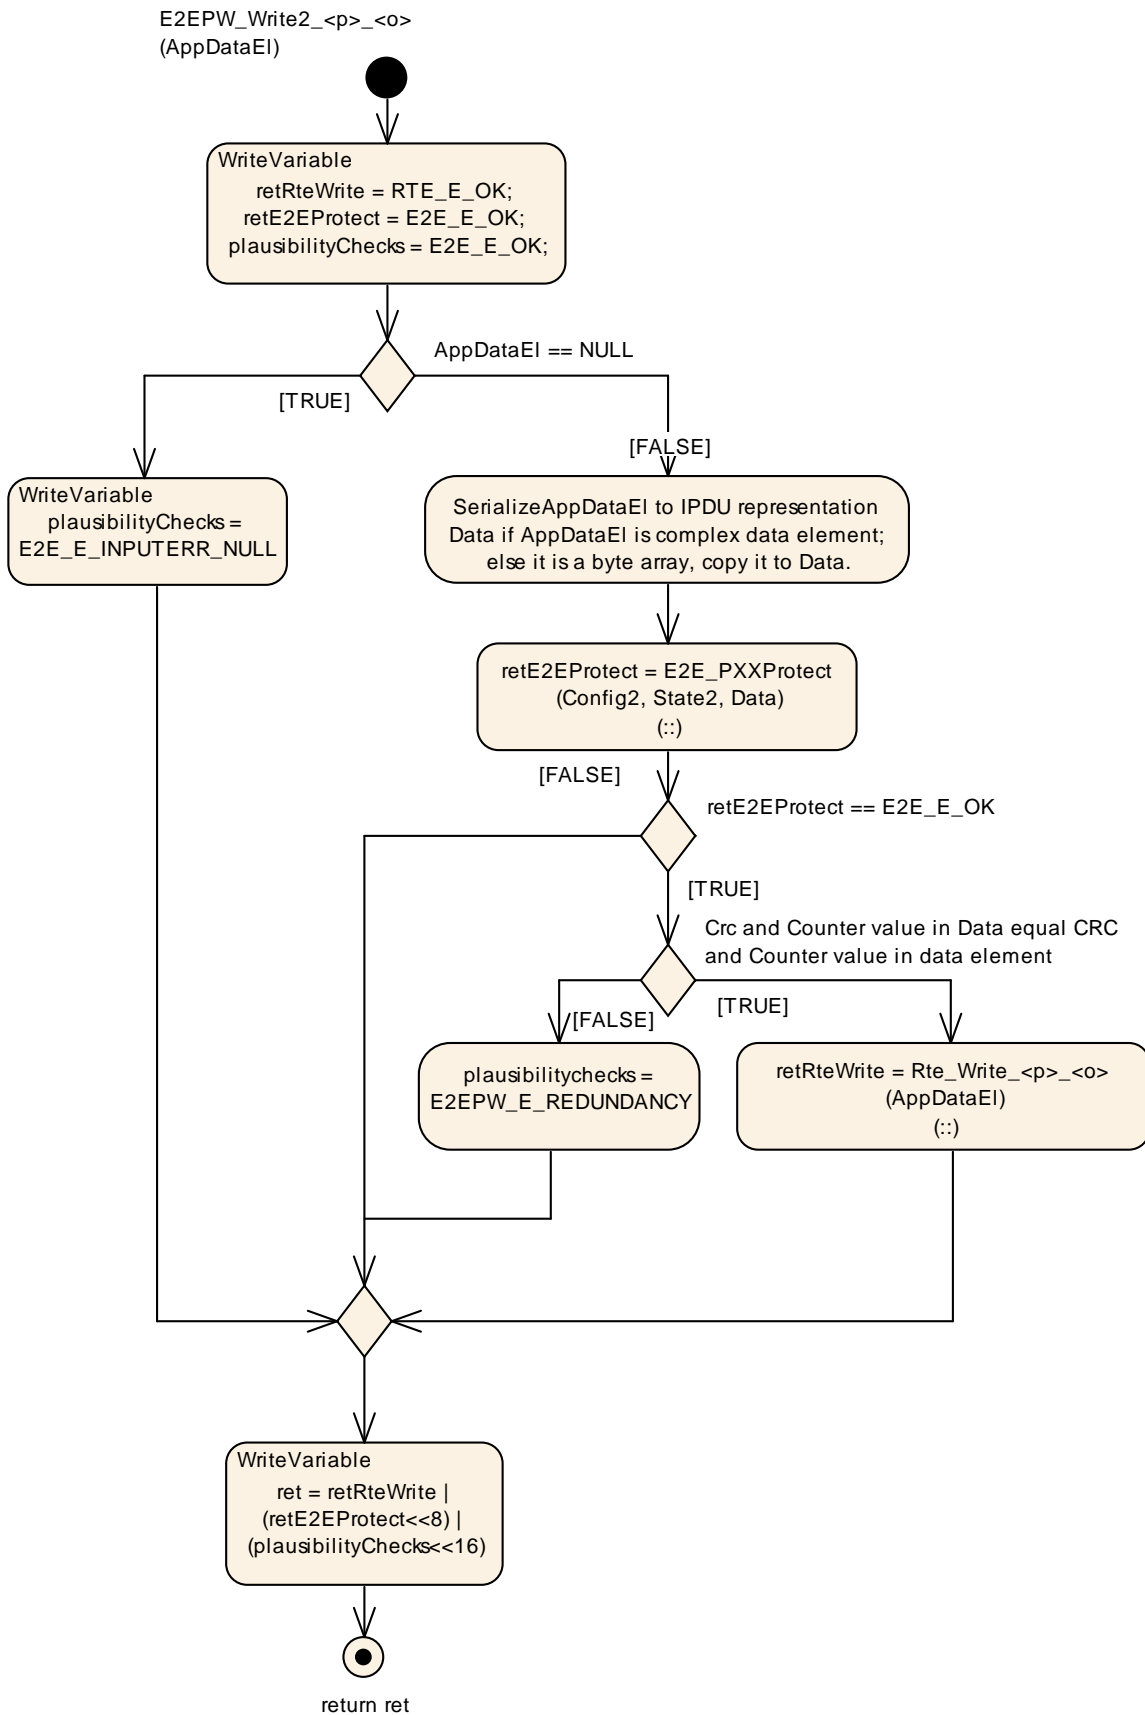 E2EPW_Write2_<p>_<o>
(AppDataEl)
WriteVariable
retRteWrite = RTE_E_OK;
retE2EProtect = E2E_E_OK;
plausibilityChecks = E2E_E_OK;
AppDataEl == NULL
[TRUE]
[FALSE]
WriteVariable
plausibilityChecks =
E2E_E_INPUTERR_NULL
SerializeAppDataEl to IPDU representation
Data if AppDataEl is complex data element;
else it is a byte array, copy it to Data.
retE2EProtect = E2E_PXXProtect
(Config2, State2, Data)
(::)
[FALSE]
retE2EProtect == E2E_E_OK
[TRUE]
Crc and Counter value in Data equal CRC
and Counter value in data element
[FALSE]
[TRUE]
plausibilitychecks =
E2EPW_E_REDUNDANCY
retRteWrite = Rte_Write_<p>_<o>
(AppDataEl)
(::)
WriteVariable
ret = retRteWrite |
(retE2EProtect<<8) |
(plausibilityChecks<<16)
return ret